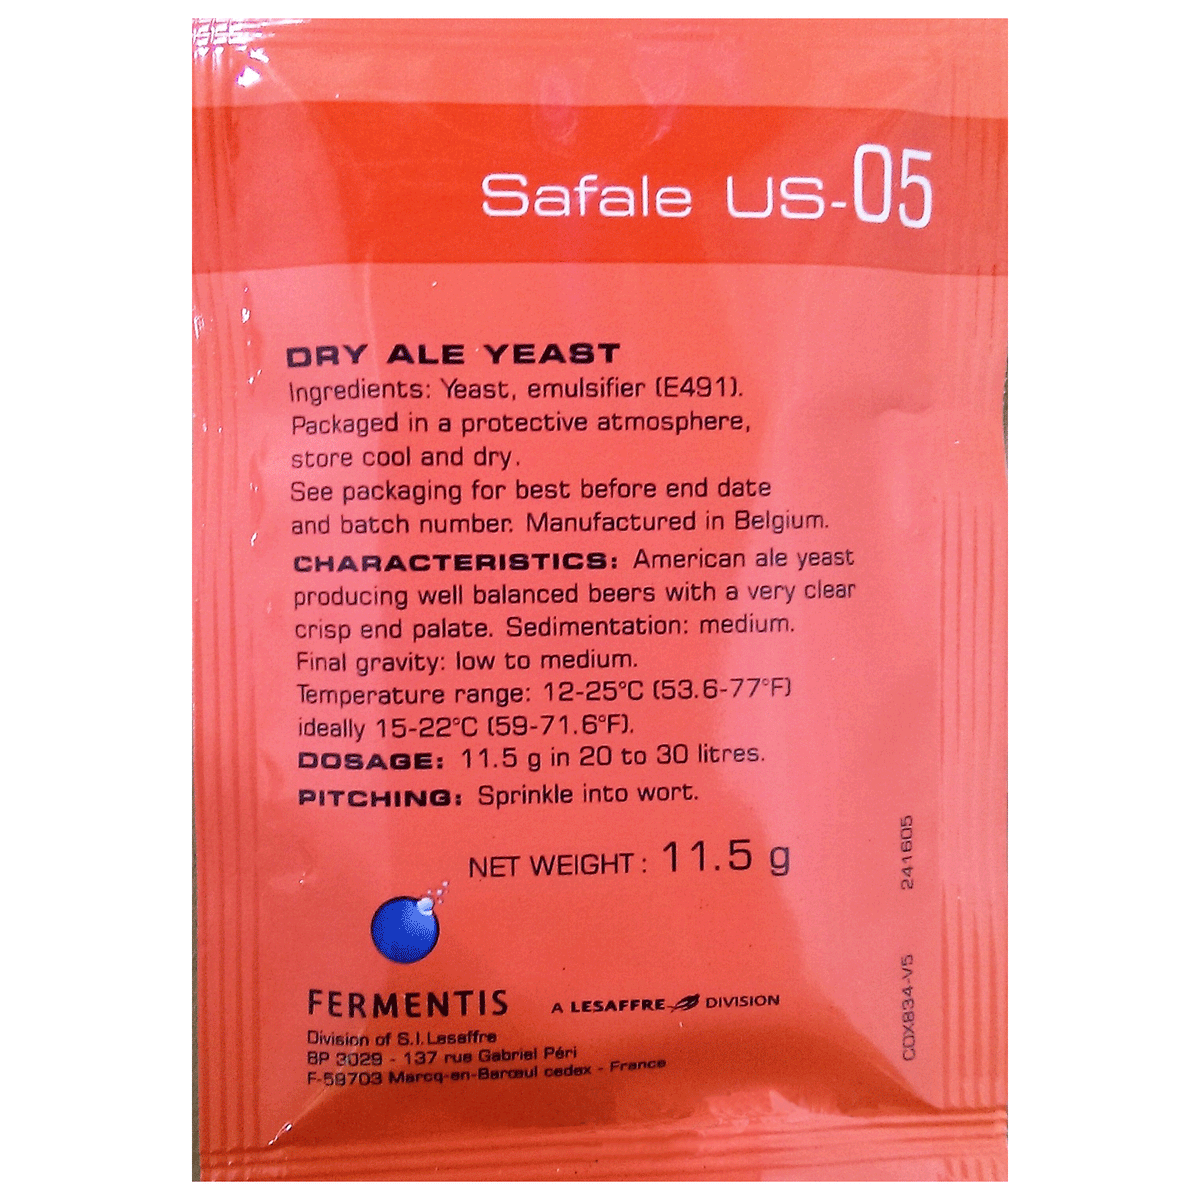 Safale US-05
DRY ALE YEAST
Ingredients: Yeast, emulsifier (E491).
Packaged in a protective atmosphere,
store cool and dry.
See packaging for best before end date
and batch number. Manufactured in Belgium.
CHARACTERISTICS: American ale yeast
producing well balanced beers with a very clear
crisp end palate. Sedimentation: medium.
Final gravity: low to medium.
Temperature range: 12-25°C (53.6-77°F)
ideally 15-22°C (59-71.6°F).
DOSAGE: 11.5 g in 20 to 30 litres.
PITCHING: Sprinkle into wort.
NET WEIGHT : 11.5 g
FERMENTIS
A LESAFFRE DIVISION
Division of S.I.Lesaffre
BP 3029 - 137 rue Gabriel Péri
F-59703 Marcq-en-Barœul cedex - France
COX834-V5 241605